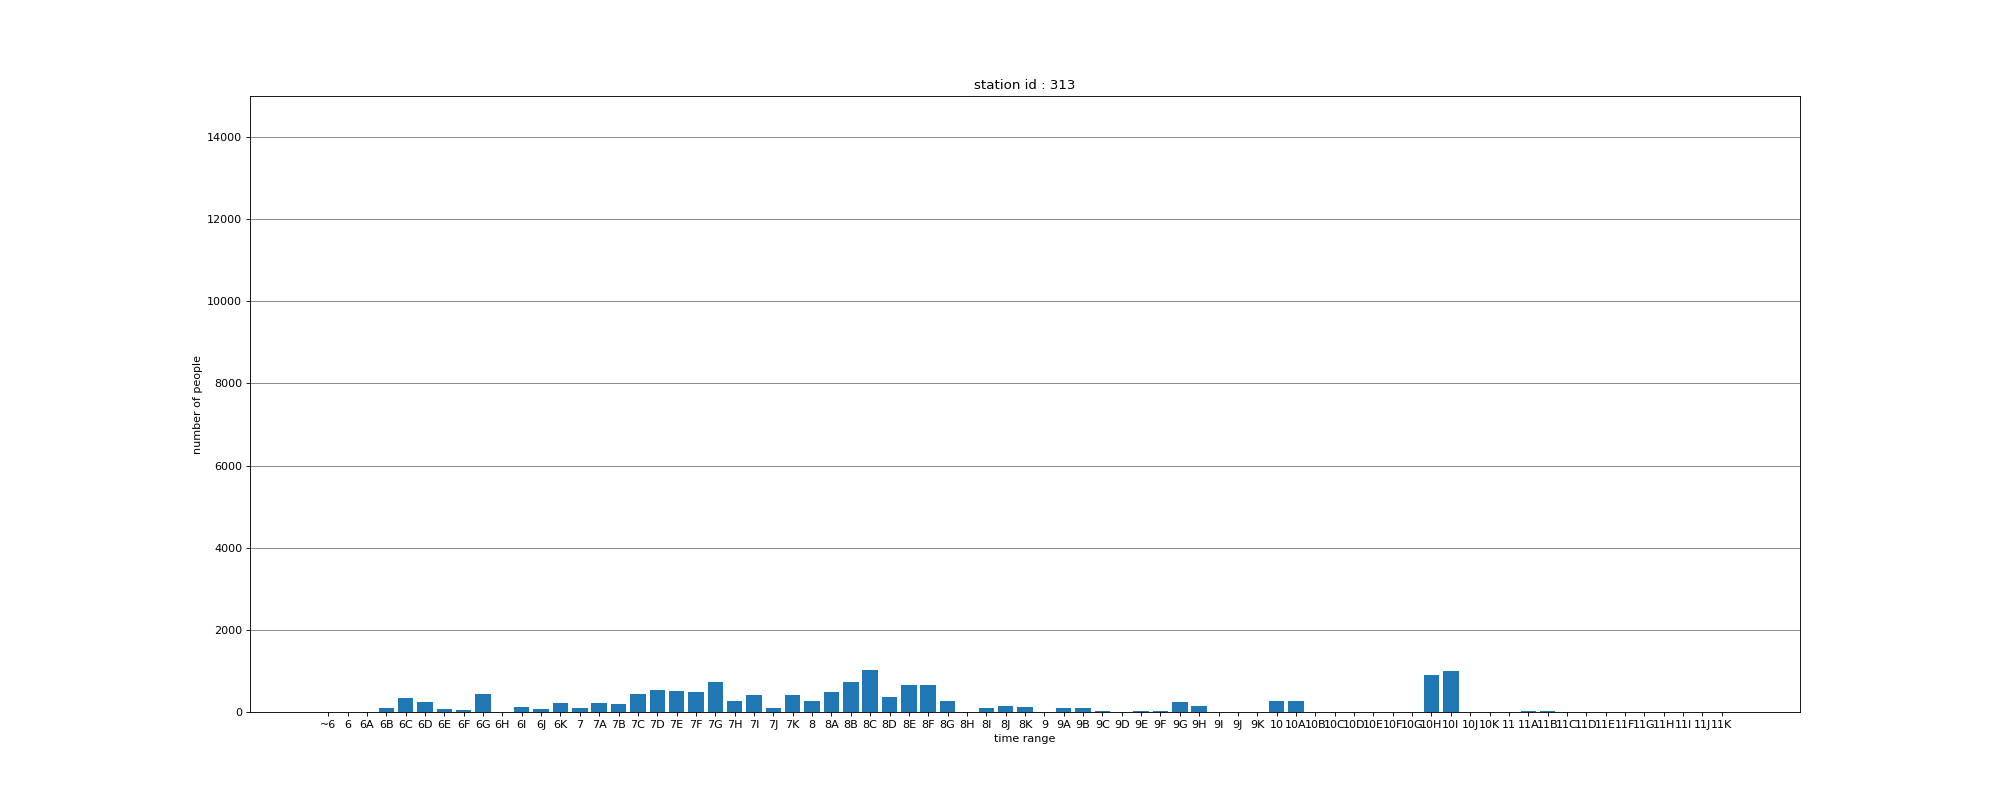 station id : 313
14000
12000
10000
8000
6000
4000
2000
0
number of people
~6 6 6A 6B 6C 6D 6E 6F 6G 6H 6I 6J 6K 7 7A 7B 7C 7D 7E 7F 7G 7H 7I 7J 7K 8 8A 8B 8C 8D 8E 8F 8G 8H 8I 8J 8K 9 9A 9B 9C 9D 9E 9F 9G 9H 9I 9J 9K 10 10A 10B 10C 10D 10E 10F 10G 10H 10I 10J 10K 11 11A 11B 11C 11D 11E 11F 11G 11H 11I 11J 11K
time range